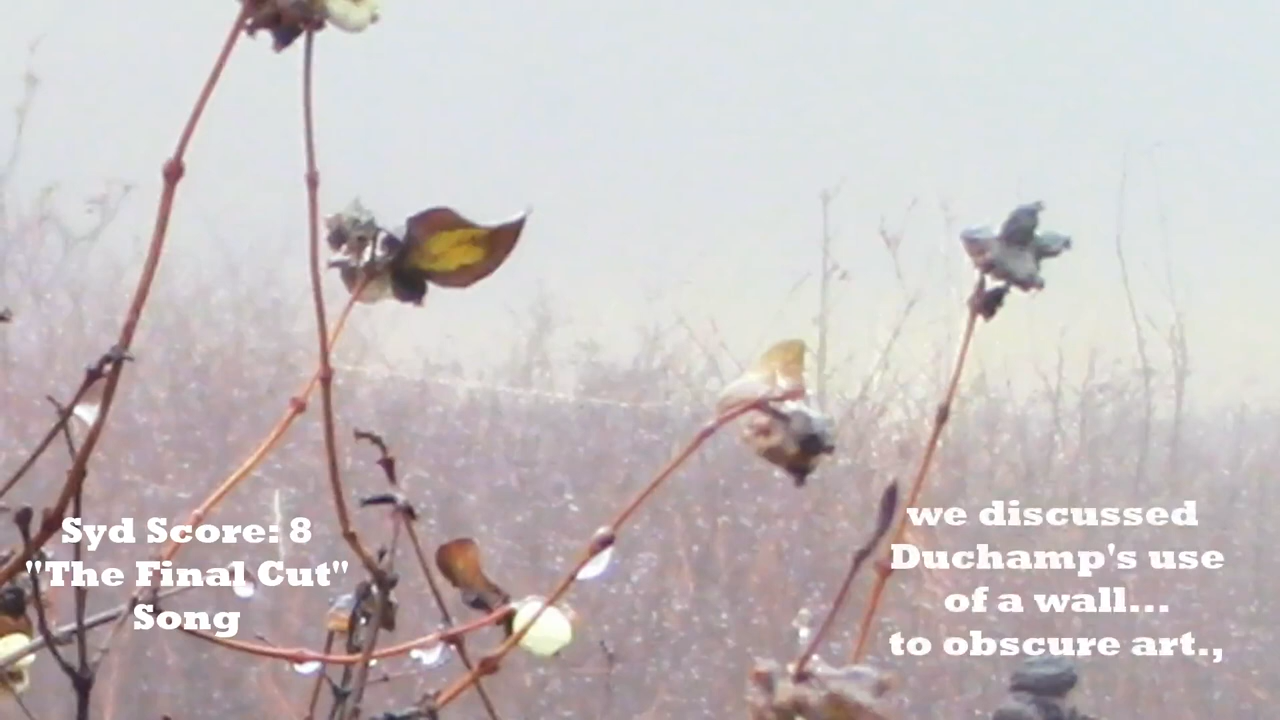 Syd Score: 8
"The Final Cut"
Song
we discussed
Duchamp's use
of a wall...
to obscure art.,